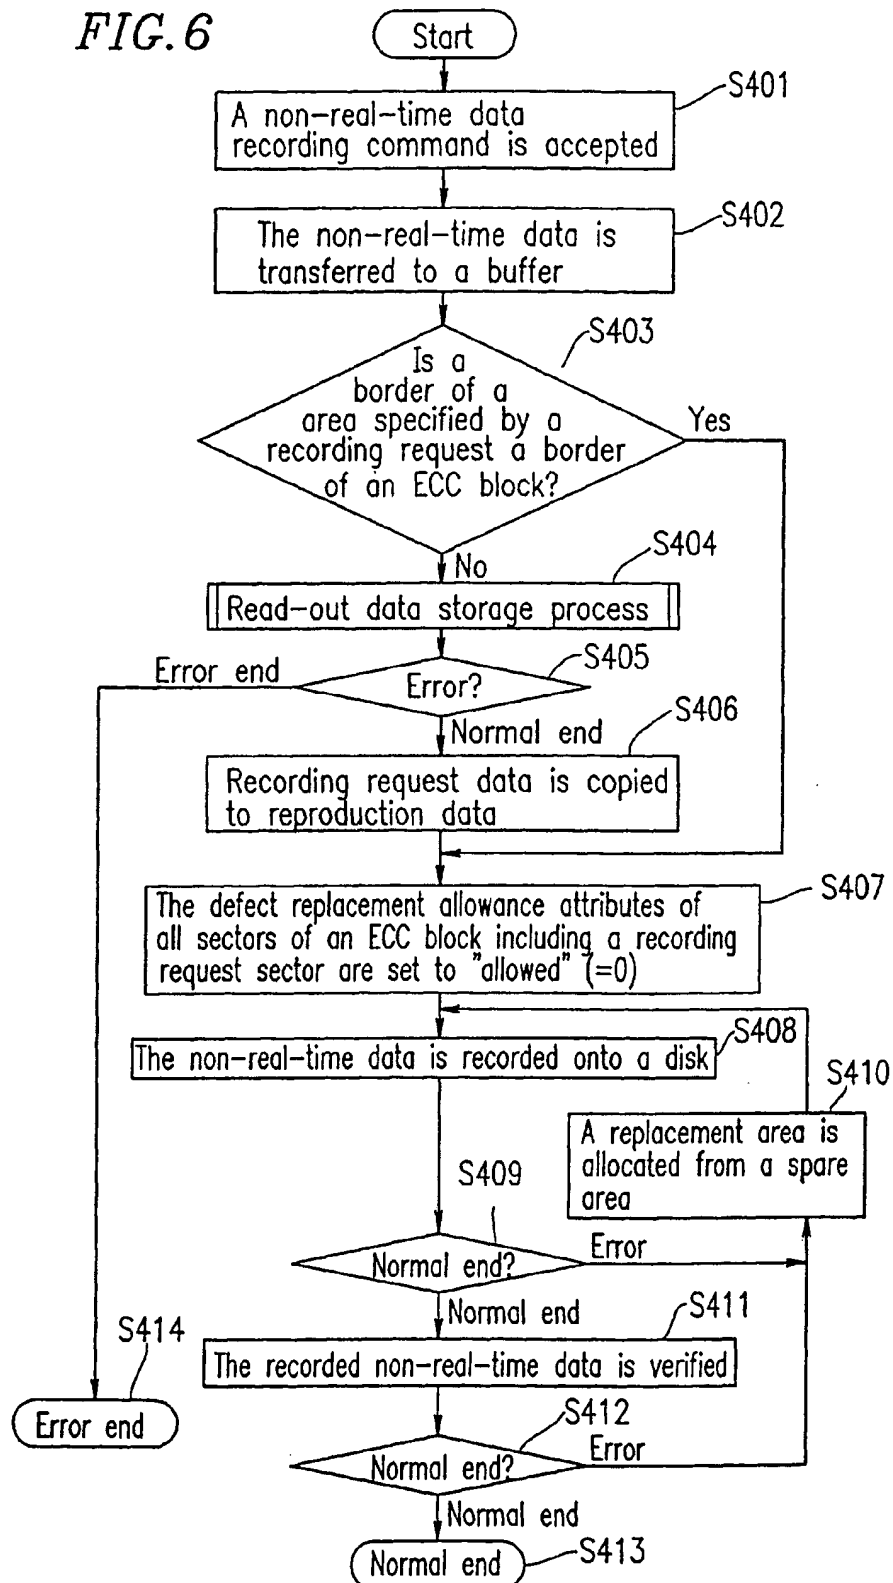 FIG. 6
Start
S401
A non-real-time data
recording command is accepted
S402
The non-real-time data is
transferred to a buffer
S403
Is a
border of a
area specified by a
recording request a border
of an ECC block?
Yes
No
S404
Read-out data storage process
S405
Error end
Error?
S406
Normal end
Recording request data is copied
to reproduction data
S407
The defect replacement allowance attributes of
all sectors of an ECC block including a recording
request sector are set to "allowed" (=0)
S408
The non-real-time data is recorded onto a disk
S410
A replacement area is
allocated from a spare
area
S409
Normal end?
Error
Normal end
S411
The recorded non-real-time data is verified
S414
Error end
S412
Normal end?
Error
Normal end
S413
Normal end